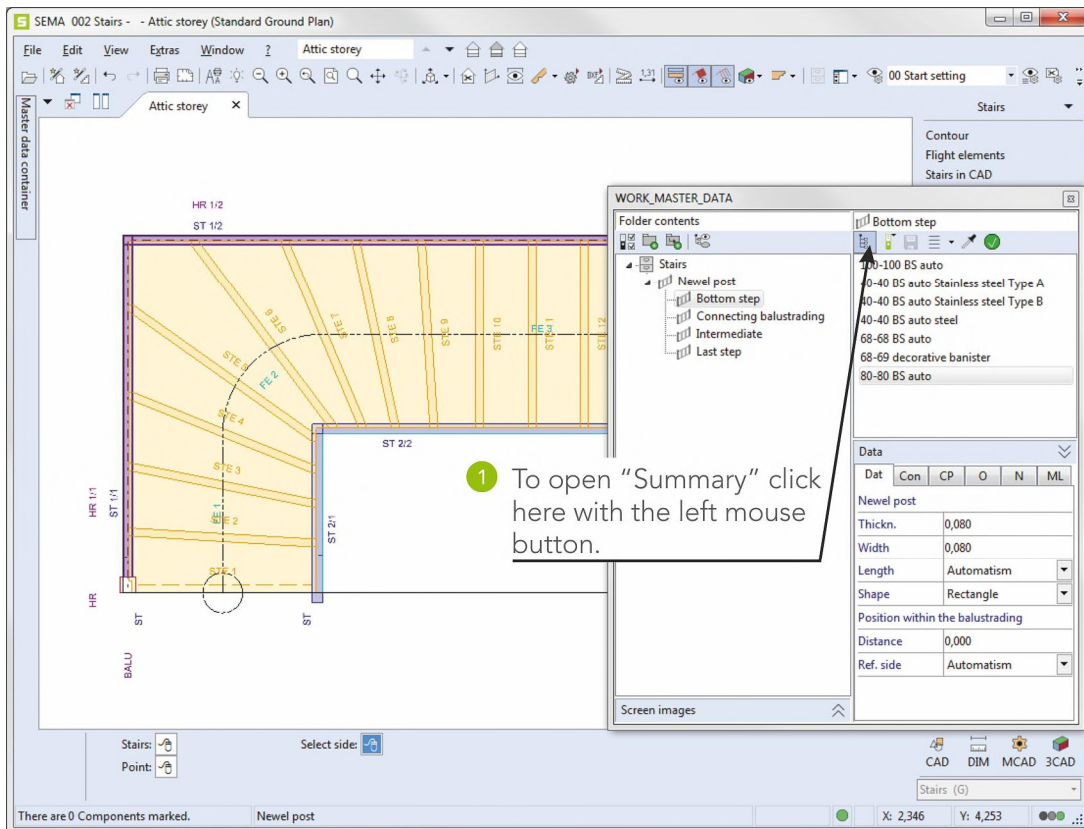 SEMA 002 Stairs - - Attic storey (Standard Ground Plan)
File Edit View Extras Window ? Attic storey
00 Start setting
Master data container
Attic storey
Stairs
Contour
Flight elements
Stairs in CAD
WORK_MASTER_DATA
Folder contents
Stairs
Newel post
Bottom step
Connecting balustrading
Intermediate
Last step
Screen images
Bottom step
100-100 BS auto
40-40 BS auto Stainless steel Type A
40-40 BS auto Stainless steel Type B
40-40 BS auto steel
68-68 BS auto
68-69 decorative banister
80-80 BS auto
Data
Dat Con CP O N ML
Newel post
Thickn. 0,080
Width 0,080
Length Automatism
Shape Rectangle
Position within the balustrading
Distance 0,000
Ref. side Automatism
HR 1/2
ST 1/2
STE 6
STE 7
STE 8
STE 9
STE 10
STE 11
STE 12
FE 3
STE 5
FE 2
STE 4
ST 2/2
STE 3
HR 1/1
ST 1/1
FE 1
STE 2
ST 2/1
STE 1
HR
ST
ST
BALU
1 To open “Summary” click
here with the left mouse
button.
Stairs:
Select side:
Point:
CAD DIM MCAD 3CAD
Stairs (G)
There are 0 Components marked. Newel post X: 2,346 Y: 4,253